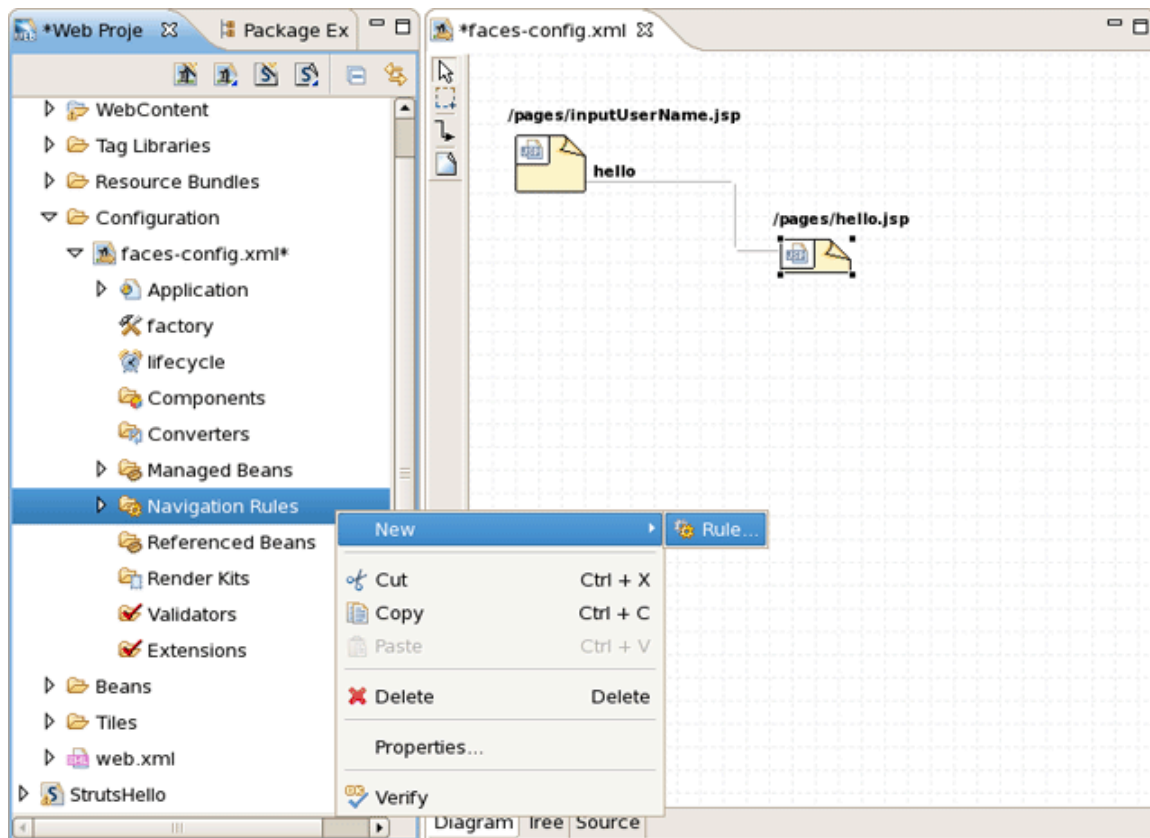 *Web Proje
Package Ex
*faces-config.xml
WebContent
Tag Libraries
Resource Bundles
Configuration
faces-config.xml*
Application
factory
lifecycle
Components
Converters
Managed Beans
Navigation Rules
Referenced Beans
Render Kits
Validators
Extensions
Beans
Tiles
web.xml
StrutsHello
New
Rule...
Cut Ctrl + X
Copy Ctrl + C
Paste Ctrl + V
Delete Delete
Properties...
Verify
/pages/inputUserName.jsp
hello
/pages/hello.jsp
Diagram Tree Source